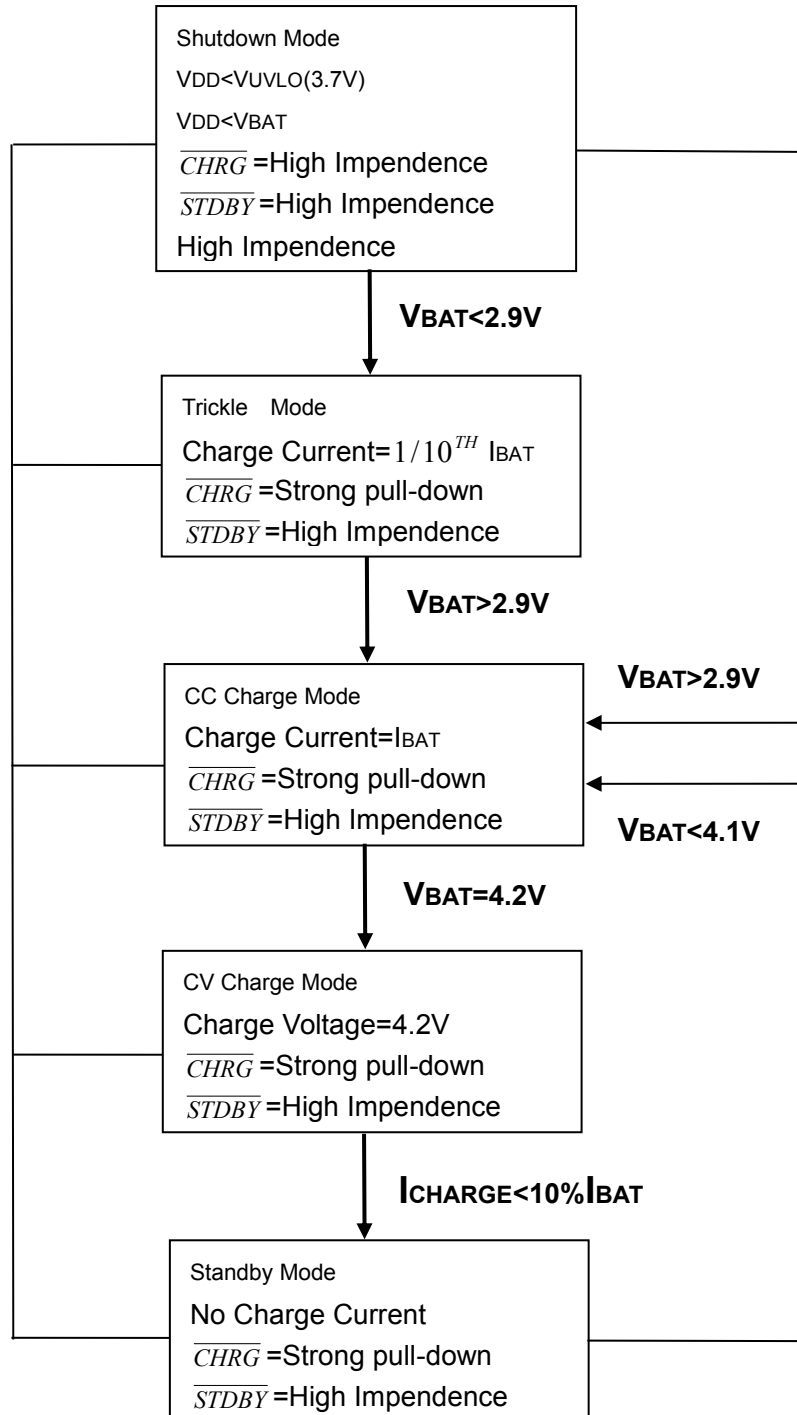 Shutdown Mode
VDD<VUVLO(3.7V)
VDD<VBAT
CHRG=High Impendence
STDBY=High Impendence
High Impendence
VBAT<2.9V
Trickle Mode
Charge Current=1/10TH IBAT
CHRG=Strong pull-down
STDBY=High Impendence
VBAT>2.9V
CC Charge Mode
Charge Current=IBAT
CHRG=Strong pull-down
STDBY=High Impendence
VBAT>2.9V
VBAT<4.1V
VBAT=4.2V
CV Charge Mode
Charge Voltage=4.2V
CHRG=Strong pull-down
STDBY=High Impendence
ICHARGE<10%IBAT
Standby Mode
No Charge Current
CHRG=Strong pull-down
STDBY=High Impendence